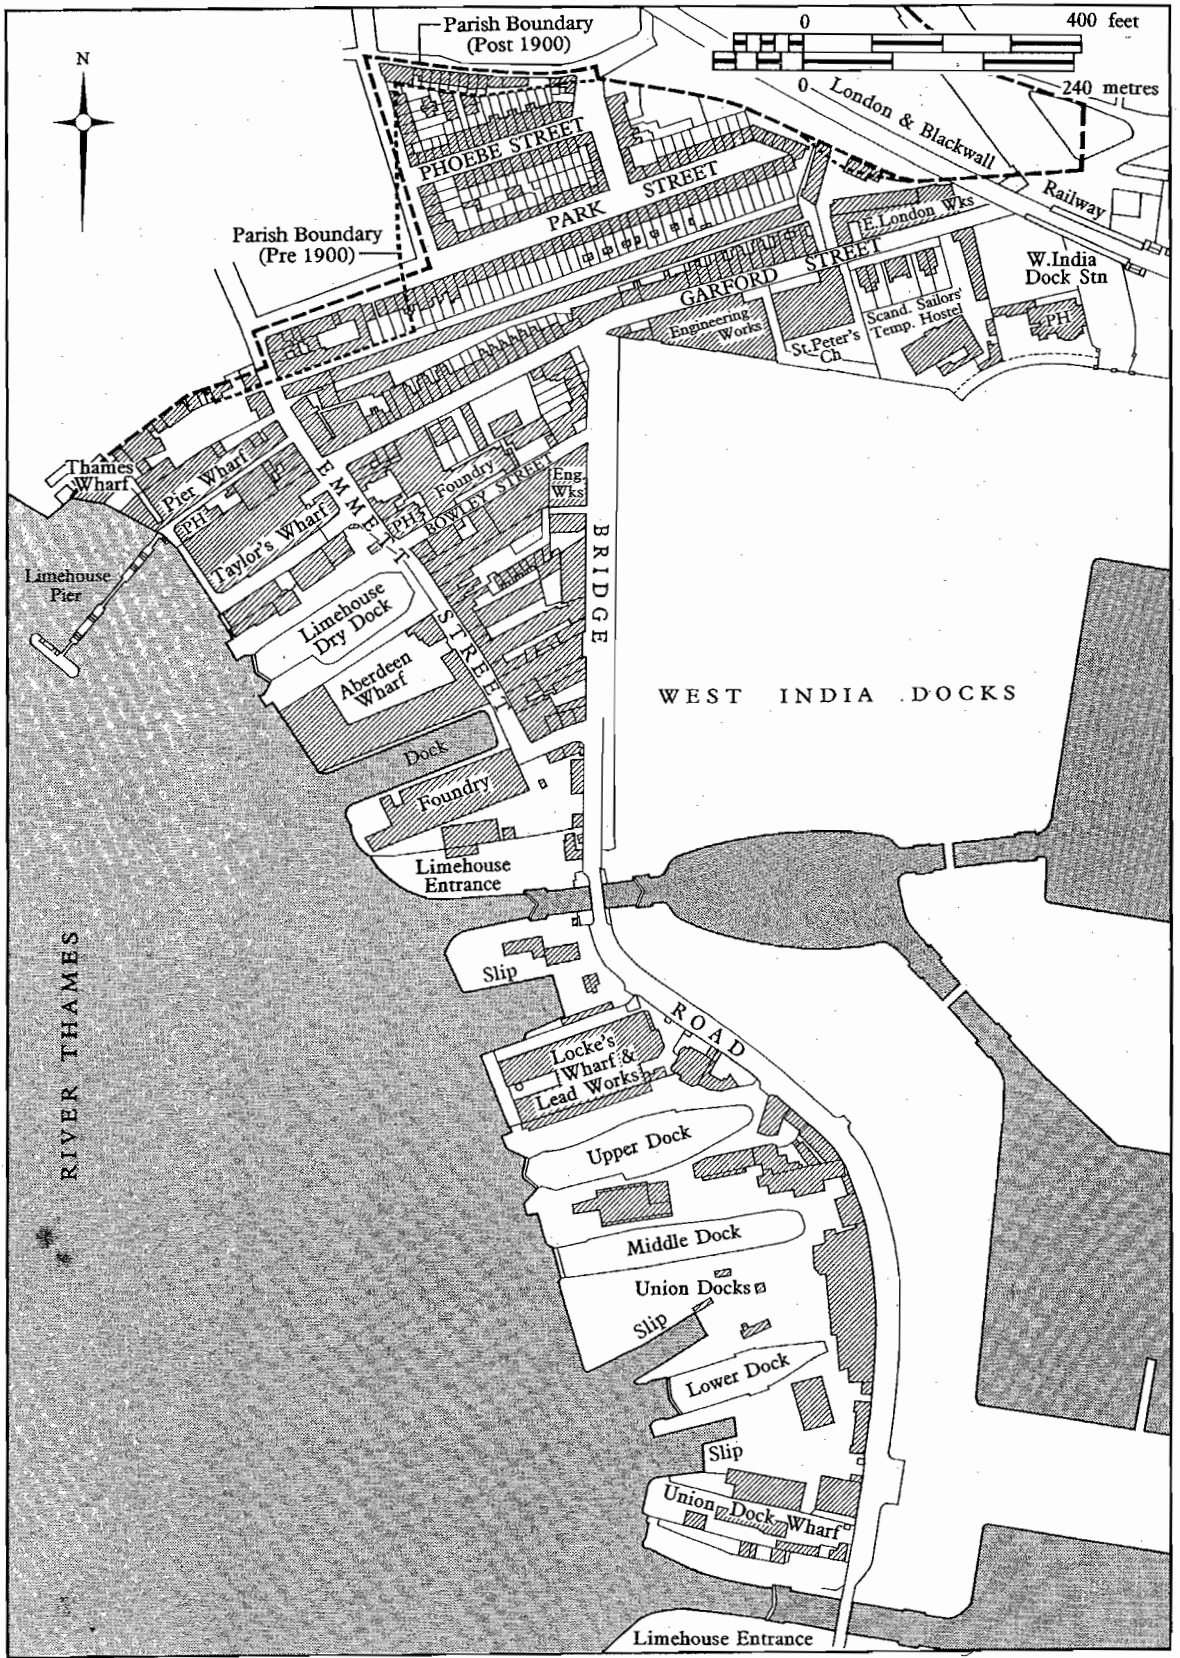 Parish Boundary
(Post 1900)
0
400 feet
0
240 metres
N
London & Blackwall
Railway
PHOEBE STREET
PARK STREET
Parish Boundary
(Pre 1900)
E.London Wks
GARFORD STREET
W.India
Dock Stn
PH
Engineering
Works
St.Peter's
Ch
Scand. Sailors'
Temp. Hostel
Thames
Wharf
Pier Wharf
PH
Taylor's Wharf
EMMETT STREET
Foundry
PH
BOWLEY STREET
Eng.
Wks
BRIDGE
Limehouse
Pier
Limehouse
Dry Dock
Aberdeen
Wharf
WEST INDIA DOCKS
Dock
Foundry
Limehouse
Entrance
RIVER THAMES
Slip
ROAD
Locke's
Wharf &
Lead Works
Upper Dock
Middle Dock
Union Docks
Slip
Lower Dock
Slip
Union Dock Wharf
Limehouse Entrance